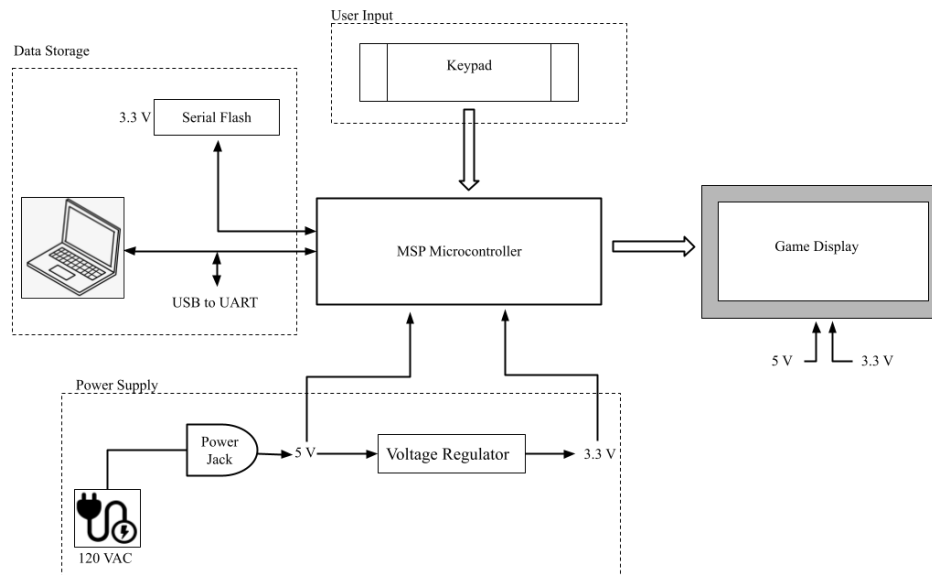 User Input
Data Storage
Keypad
3.3 V
Serial Flash
MSP Microcontroller
Game Display
USB to UART
5 V
3.3 V
Power Supply
Power
Jack
5 V
Voltage Regulator
3.3 V
120 VAC